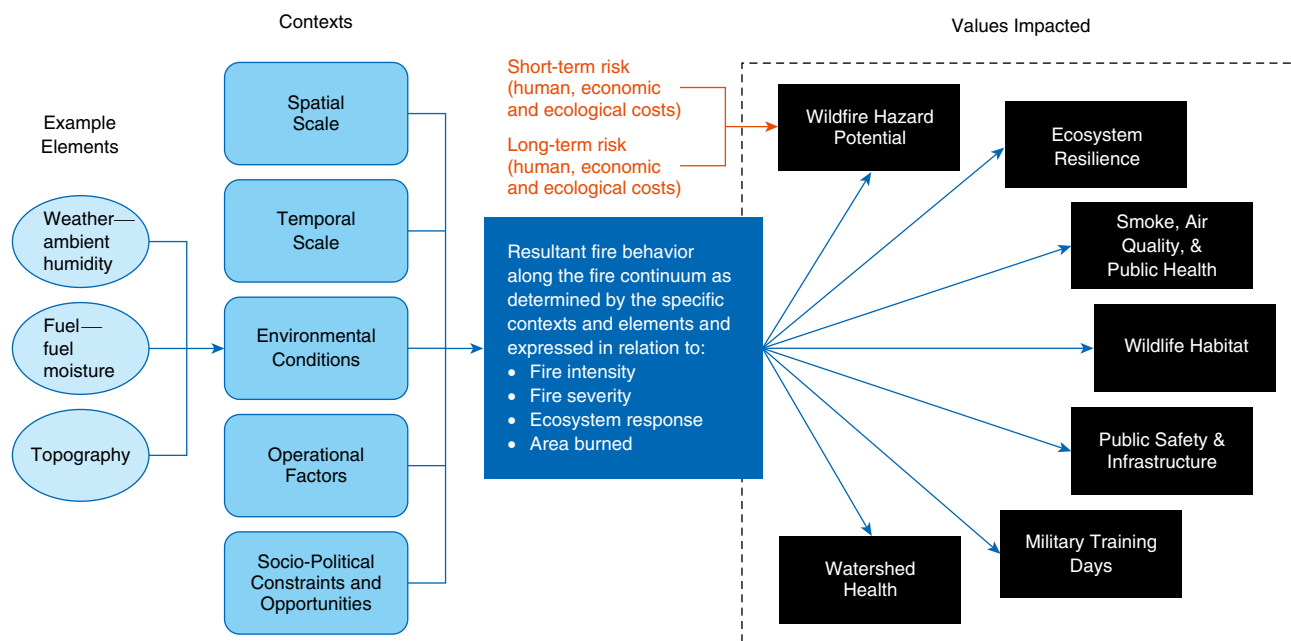 Contexts
Values Impacted
Example
Elements
Weather—
ambient
humidity
Fuel—
fuel
moisture
Topography
Spatial
Scale
Temporal
Scale
Environmental
Conditions
Operational
Factors
Socio-Political
Constraints and
Opportunities
Short-term risk
(human, economic
and ecological costs)
Long-term risk
(human, economic
and ecological costs)
Resultant fire behavior
along the fire continuum as
determined by the specific
contexts and elements and
expressed in relation to:
• Fire intensity
• Fire severity
• Ecosystem response
• Area burned
Wildfire Hazard
Potential
Ecosystem
Resilience
Smoke, Air
Quality, &
Public Health
Wildlife Habitat
Public Safety &
Infrastructure
Military Training
Days
Watershed
Health